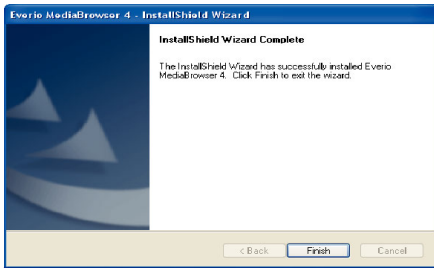 Everio MediaBrowser 4 - InstallShield Wizard
InstallShield Wizard Complete
The InstallShield Wizard has successfully installed Everio
MediaBrowser 4. Click Finish to exit the wizard.
< Back
Finish
Cancel